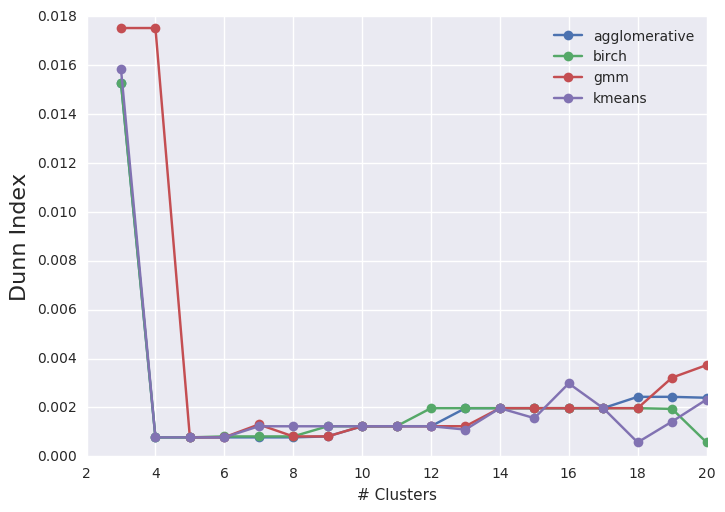 0.018
0.016
0.014
0.012
0.010
0.008
0.006
0.004
0.002
0.000
Dunn Index
agglomerative
birch
gmm
kmeans
2 4 6 8 10 12 14 16 18 20
# Clusters